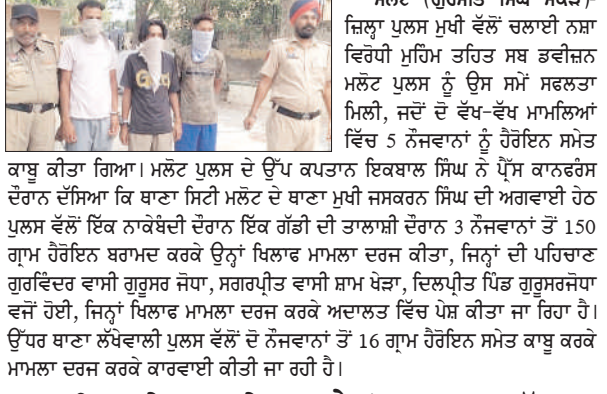 ਮਲੋਟ (ਗੁਰਮੀਤ ਸਿੰਘ
ਜ਼ਿਲ੍ਹਾ ਪੁਲਸ ਮੁਖੀ ਵੱਲੋਂ ਚਲਾਈ ਨਸ਼ਾ
ਵਿਰੋਧੀ ਮੁਹਿੰਮ ਤਹਿਤ ਸਬ ਡਵੀਜ਼ਨ
ਮਲੋਟ ਪੁਲਸ ਨੂੰ ਉਸ ਸਮੇਂ ਸਫਲਤਾ
ਮਿਲੀ, ਜਦੋਂ ਦੋ ਵੱਖ-ਵੱਖ ਮਾਮਲਿਆਂ
ਵਿੱਚ 5 ਨੌਜਵਾਨਾਂ ਨੂੰ ਹੈਰੋਇਨ ਸਮੇਤ
ਕਾਬੂ ਕੀਤਾ ਗਿਆ। ਮਲੋਟ ਪੁਲਸ ਦੇ ਉੱਪ ਕਪਤਾਨ ਇਕਬਾਲ ਸਿੰਘ ਨੇ ਪ੍ਰੈੱਸ ਕਾਨਫਰੰਸ
ਦੌਰਾਨ ਦੱਸਿਆ ਕਿ ਥਾਣਾ ਸਿਟੀ ਮਲੋਟ ਦੇ ਥਾਣਾ ਮੁਖੀ ਜਸਕਰਨ ਸਿੰਘ ਦੀ ਅਗਵਾਈ ਹੇਠ
ਪੁਲਸ ਵੱਲੋਂ ਇੱਕ ਨਾਕੇਬੰਦੀ ਦੌਰਾਨ ਇੱਕ ਗੱਡੀ ਦੀ ਤਾਲਾਸ਼ੀ ਦੌਰਾਨ 3 ਨੌਜਵਾਨਾਂ ਤੋਂ 150
ਗ੍ਰਾਮ ਹੈਰੋਇਨ ਬਰਾਮਦ ਕਰਕੇ ਉਨ੍ਹਾਂ ਖਿਲਾਫ ਮਾਮਲਾ ਦਰਜ ਕੀਤਾ, ਜਿਨ੍ਹਾਂ ਦੀ ਪਹਿਚਾਣ
ਗੁਰਵਿੰਦਰ ਵਾਸੀ ਗੁਰੂਸਰ ਜੋਧਾ, ਸਗਰਪ੍ਰੀਤ ਵਾਸੀ ਸ਼ਾਮ ਖੇੜਾ, ਦਿਲਪ੍ਰੀਤ ਪਿੰਡ ਗੁਰੂਸਰਜੋਧਾ
ਵਜੋਂ ਹੋਈ, ਜਿਨ੍ਹਾਂ ਖਿਲਾਫ ਮਾਮਲਾ ਦਰਜ ਕਰਕੇ ਅਦਾਲਤ ਵਿੱਚ ਪੇਸ਼ ਕੀਤਾ ਜਾ ਰਿਹਾ ਹੈ।
ਉੱਧਰ ਥਾਣਾ ਲੱਖੇਵਾਲੀ ਪੁਲਸ ਵੱਲੋਂ ਦੋ ਨੌਜਵਾਨਾਂ ਤੋਂ 16 ਗ੍ਰਾਮ ਹੈਰੋਇਨ ਸਮੇਤ ਕਾਬੂ ਕਰਕੇ
ਮਾਮਲਾ ਦਰਜ ਕਰਕੇ ਕਾਰਵਾਈ ਕੀਤੀ ਜਾ ਰਹੀ ਹੈ।